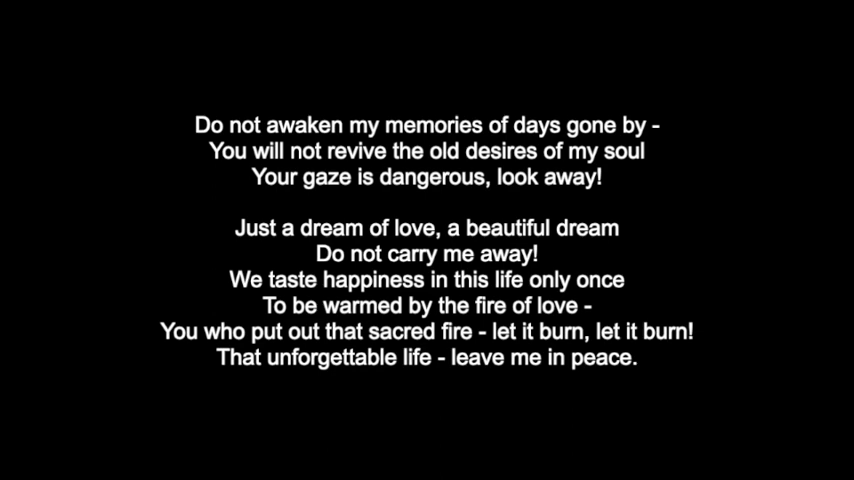 Do not awaken my memories of days gone by -
You will not revive the old desires of my soul
Your gaze is dangerous, look away!
Just a dream of love, a beautiful dream
Do not carry me away!
We taste happiness in this life only once
To be warmed by the fire of love -
You who put out that sacred fire - let it burn, let it burn!
That unforgettable life - leave me in peace.